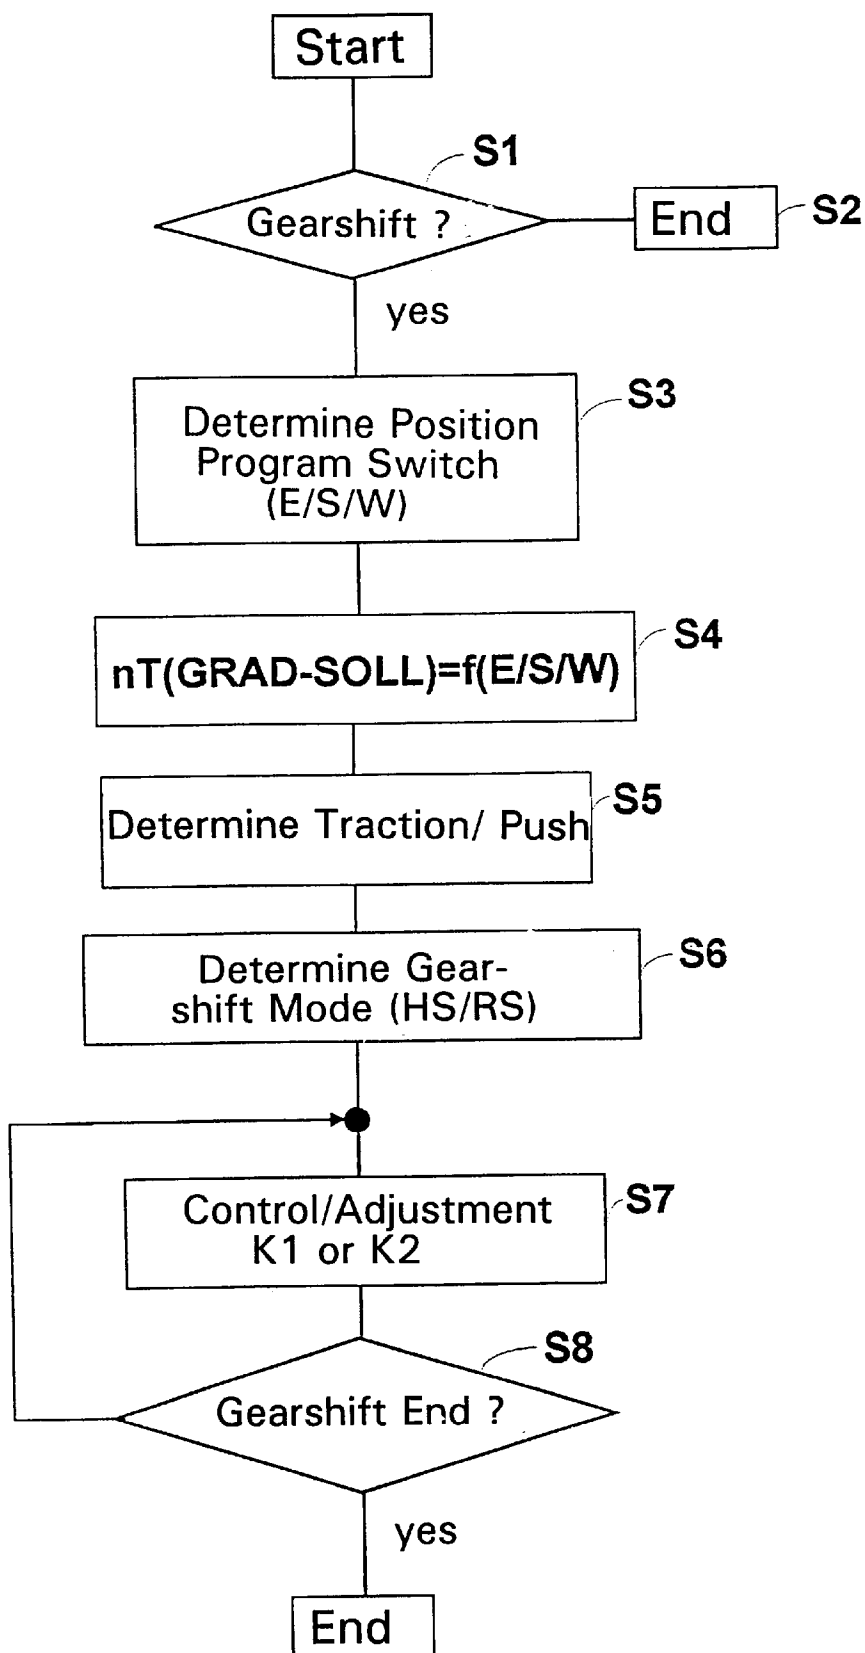 Start
S1
Gearshift ?
End
S2
yes
S3
Determine Position
Program Switch
(E/S/W)
S4
nT(GRAD-SOLL)=f(E/S/W)
S5
Determine Traction/ Push
S6
Determine Gear-
shift Mode (HS/RS)
S7
Control/Adjustment
K1 or K2
S8
Gearshift End ?
yes
End